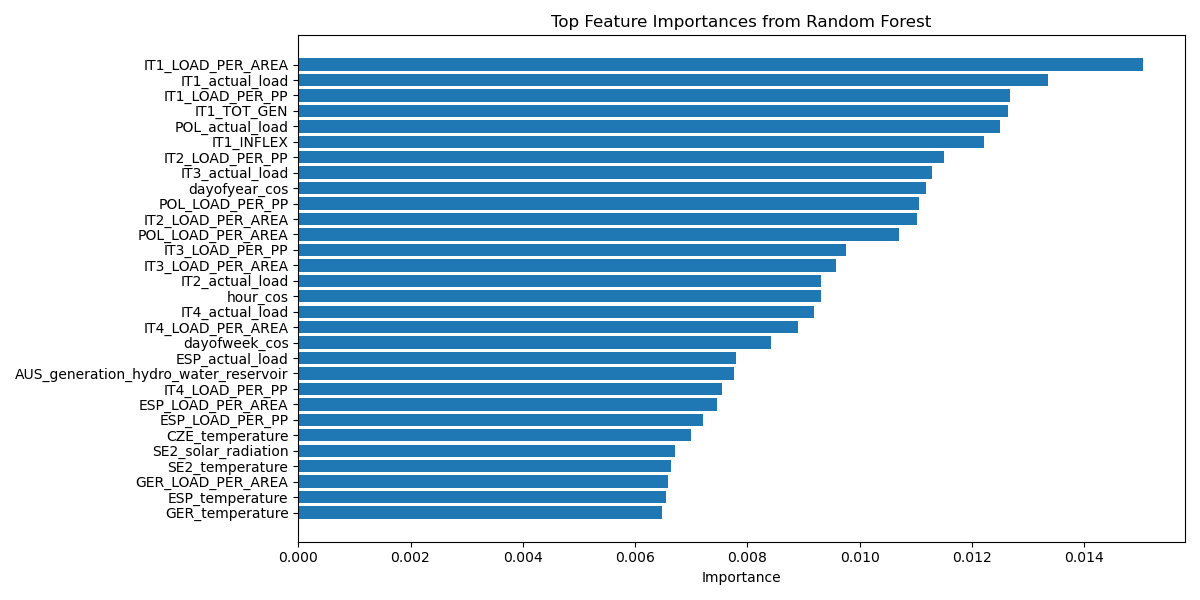 Top Feature Importances from Random Forest
IT1_LOAD_PER_AREA
IT1_actual_load
IT1_LOAD_PER_PP
IT1_TOT_GEN
POL_actual_load
IT1_INFLEX
IT2_LOAD_PER_PP
IT3_actual_load
dayofyear_cos
POL_LOAD_PER_PP
IT2_LOAD_PER_AREA
POL_LOAD_PER_AREA
IT3_LOAD_PER_PP
IT3_LOAD_PER_AREA
IT2_actual_load
hour_cos
IT4_actual_load
IT4_LOAD_PER_AREA
dayofweek_cos
ESP_actual_load
AUS_generation_hydro_water_reservoir
IT4_LOAD_PER_PP
ESP_LOAD_PER_AREA
ESP_LOAD_PER_PP
CZE_temperature
SE2_solar_radiation
SE2_temperature
GER_LOAD_PER_AREA
ESP_temperature
GER_temperature
0.000 0.002 0.004 0.006 0.008 0.010 0.012 0.014
Importance